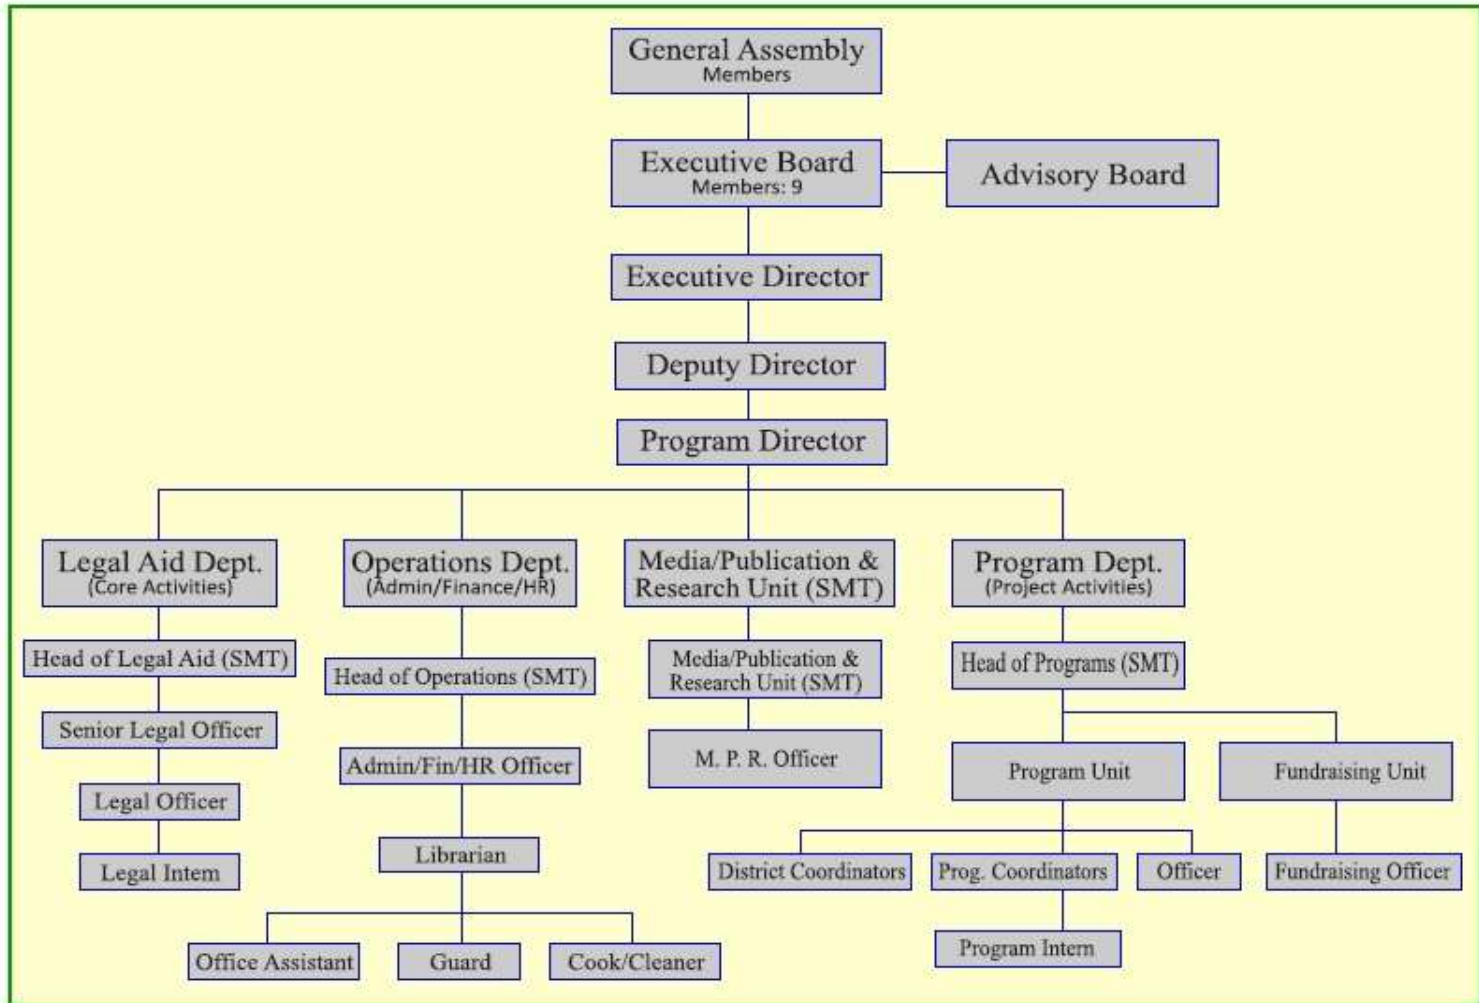 General Assembly
Members
Executive Board
Members: 9
Advisory Board
Executive Director
Deputy Director
Program Director
Legal Aid Dept.
(Core Activities)
Operations Dept.
(Admin/Finance/HR)
Media/Publication &
Research Unit (SMT)
Program Dept.
(Project Activities)
Head of Legal Aid (SMT)
Head of Operations (SMT)
Media/Publication &
Research Unit (SMT)
Head of Programs (SMT)
Senior Legal Officer
Admin/Fin/HR Officer
M. P. R. Officer
Program Unit
Fundraising Unit
Legal Officer
Librarian
Legal Intem
District Coordinators
Prog. Coordinators
Officer
Fundraising Officer
Office Assistant
Guard
Cook/Cleaner
Program Intern